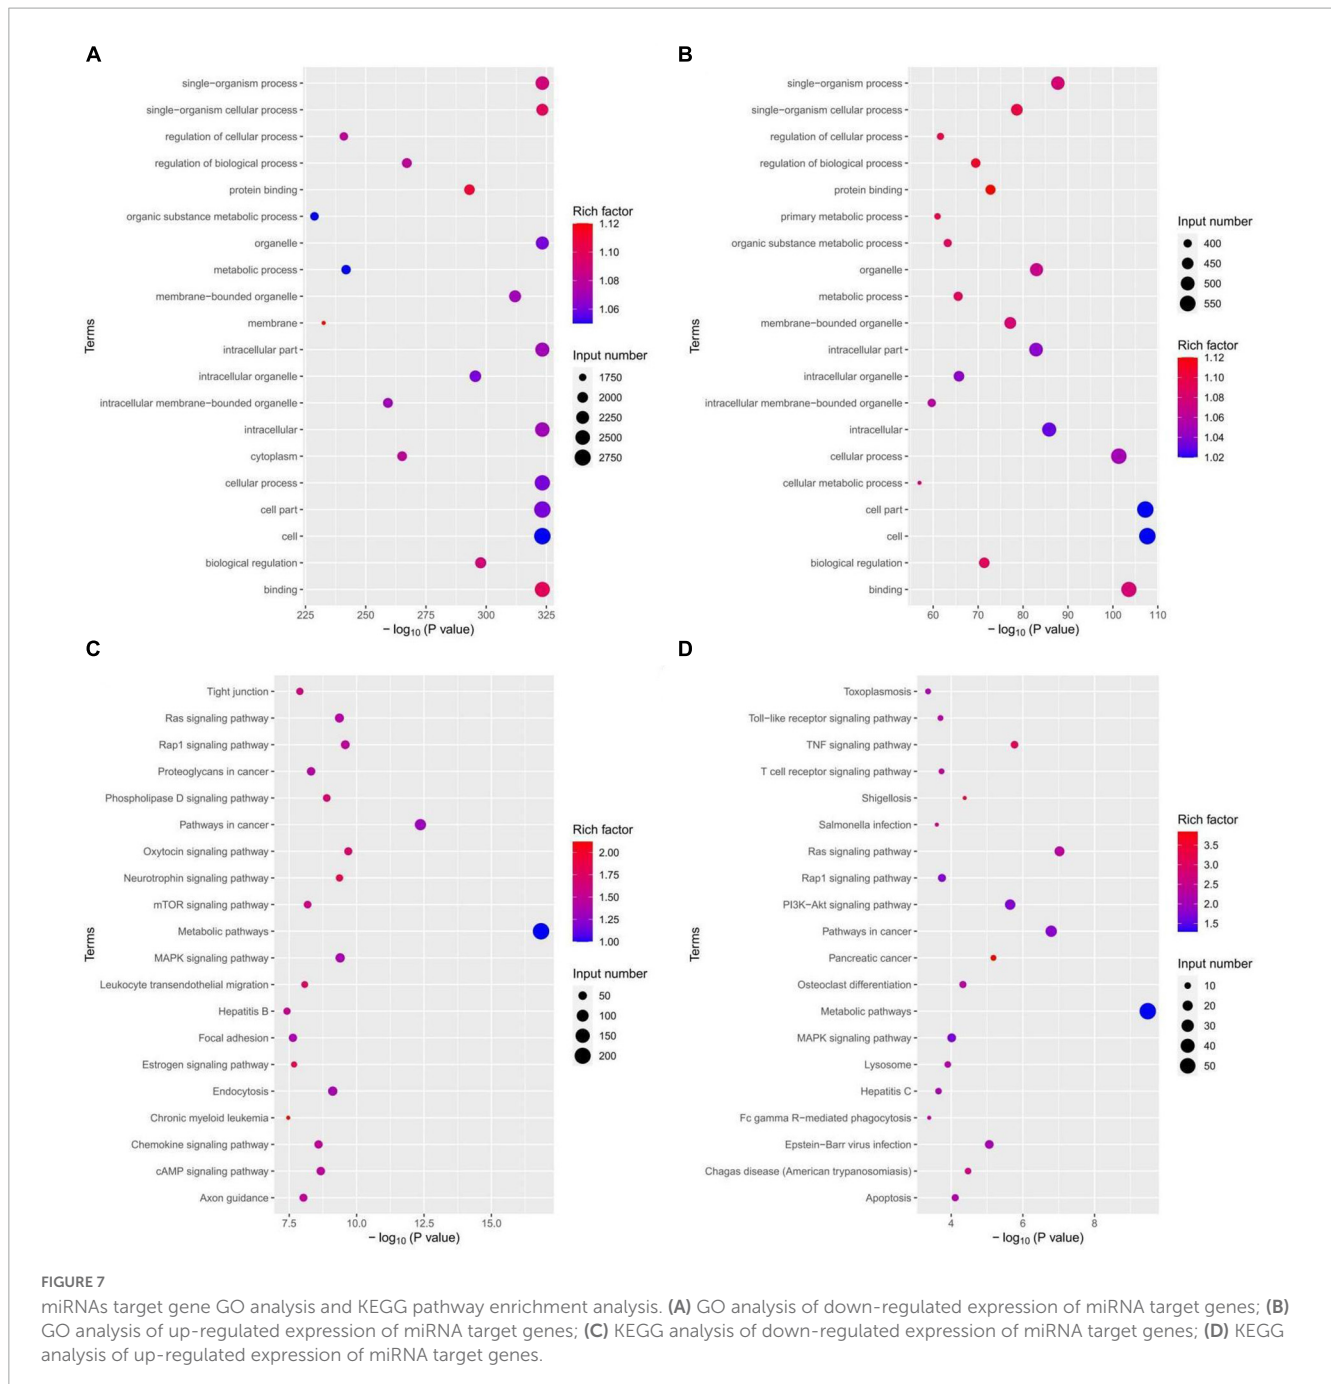 A
single−organism process
single−organism cellular process
regulation of cellular process
regulation of biological process
protein binding
organic substance metabolic process
organelle
metabolic process
membrane−bounded organelle
membrane
intracellular part
intracellular organelle
intracellular membrane−bounded organelle
intracellular
cytoplasm
cellular process
cell part
cell
biological regulation
binding
Terms
225 250 275 300 325
− log10 (P value)
Rich factor
1.12
1.10
1.08
1.06
Input number
1750
2000
2250
2500
2750
B
single−organism process
single−organism cellular process
regulation of cellular process
regulation of biological process
protein binding
primary metabolic process
organic substance metabolic process
organelle
metabolic process
membrane−bounded organelle
intracellular part
intracellular organelle
intracellular membrane−bounded organelle
intracellular
cellular process
cellular metabolic process
cell part
cell
biological regulation
binding
Terms
60 70 80 90 100 110
− log10 (P value)
Input number
400
450
500
550
Rich factor
1.12
1.10
1.08
1.06
1.04
1.02
C
Tight junction
Ras signaling pathway
Rap1 signaling pathway
Proteoglycans in cancer
Phospholipase D signaling pathway
Pathways in cancer
Oxytocin signaling pathway
Neurotrophin signaling pathway
mTOR signaling pathway
Metabolic pathways
MAPK signaling pathway
Leukocyte transendothelial migration
Hepatitis B
Focal adhesion
Estrogen signaling pathway
Endocytosis
Chronic myeloid leukemia
Chemokine signaling pathway
cAMP signaling pathway
Axon guidance
Terms
7.5 10.0 12.5 15.0
− log10 (P value)
Rich factor
2.00
1.75
1.50
1.25
1.00
Input number
50
100
150
200
D
Toxoplasmosis
Toll−like receptor signaling pathway
TNF signaling pathway
T cell receptor signaling pathway
Shigellosis
Salmonella infection
Ras signaling pathway
Rap1 signaling pathway
PI3K−Akt signaling pathway
Pathways in cancer
Pancreatic cancer
Osteoclast differentiation
Metabolic pathways
MAPK signaling pathway
Lysosome
Hepatitis C
Fc gamma R−mediated phagocytosis
Epstein−Barr virus infection
Chagas disease (American trypanosomiasis)
Apoptosis
Terms
4 6 8
− log10 (P value)
Rich factor
3.5
3.0
2.5
2.0
1.5
Input number
10
20
30
40
50
FIGURE 7
miRNAs target gene GO analysis and KEGG pathway enrichment analysis. (A) GO analysis of down-regulated expression of miRNA target genes; (B)
GO analysis of up-regulated expression of miRNA target genes; (C) KEGG analysis of down-regulated expression of miRNA target genes; (D) KEGG
analysis of up-regulated expression of miRNA target genes.